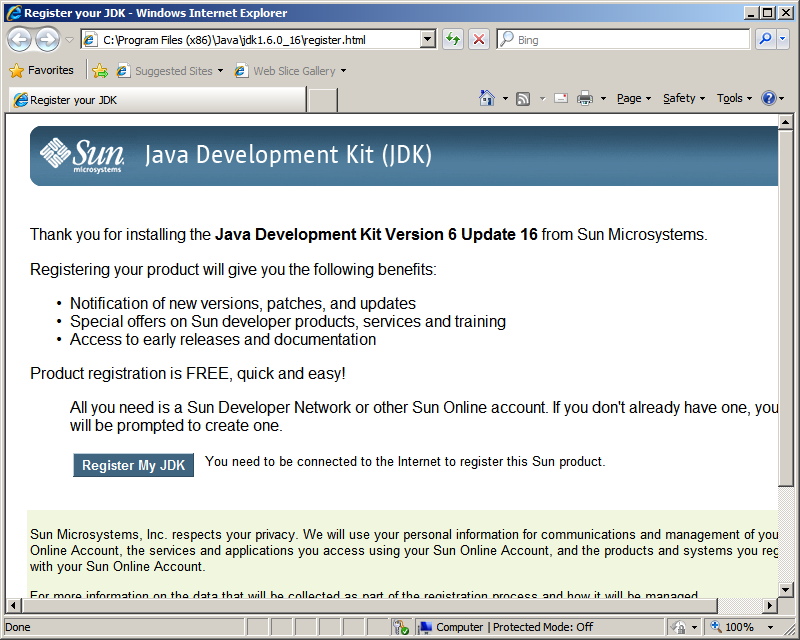 Register your JDK - Windows Internet Explorer
C:\Program Files (x86)\Java\jdk1.6.0_16\register.html
Bing
Favorites
Suggested Sites
Web Slice Gallery
Register your JDK
Page
Safety
Tools
Sun
microsystems
Java Development Kit (JDK)
Thank you for installing the Java Development Kit Version 6 Update 16 from Sun Microsystems.
Registering your product will give you the following benefits:
• Notification of new versions, patches, and updates
• Special offers on Sun developer products, services and training
• Access to early releases and documentation
Product registration is FREE, quick and easy!
All you need is a Sun Developer Network or other Sun Online account. If you don't already have one, you
will be prompted to create one.
Register My JDK
You need to be connected to the Internet to register this Sun product.
Sun Microsystems, Inc. respects your privacy. We will use your personal information for communications and management of you
Online Account, the services and applications you access using your Sun Online Account, and the products and systems you reg
with your Sun Online Account.
For more information on the data that will be collected as part of the registration process and how it will be managed
Done
Computer | Protected Mode: Off
100%